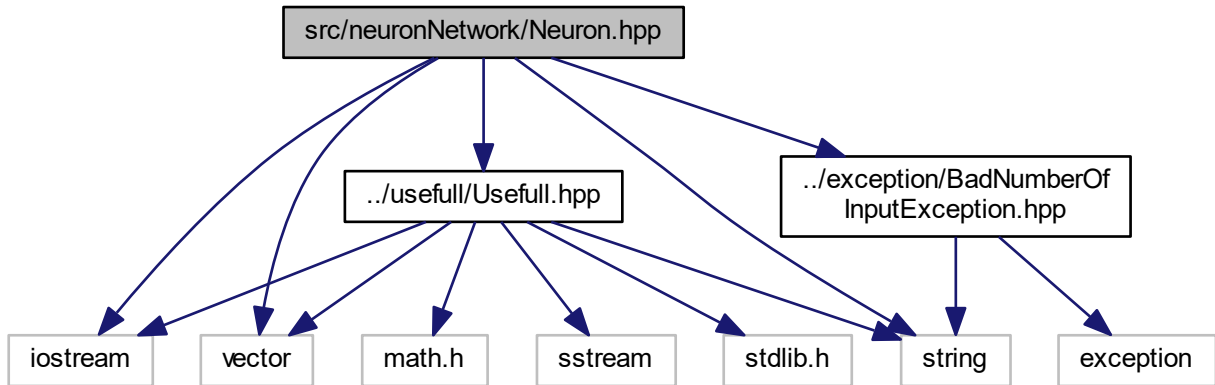 src/neuronNetwork/Neuron.hpp
../usefull/Usefull.hpp
../exception/BadNumberOf
InputException.hpp
iostream
vector
math.h
sstream
stdlib.h
string
exception